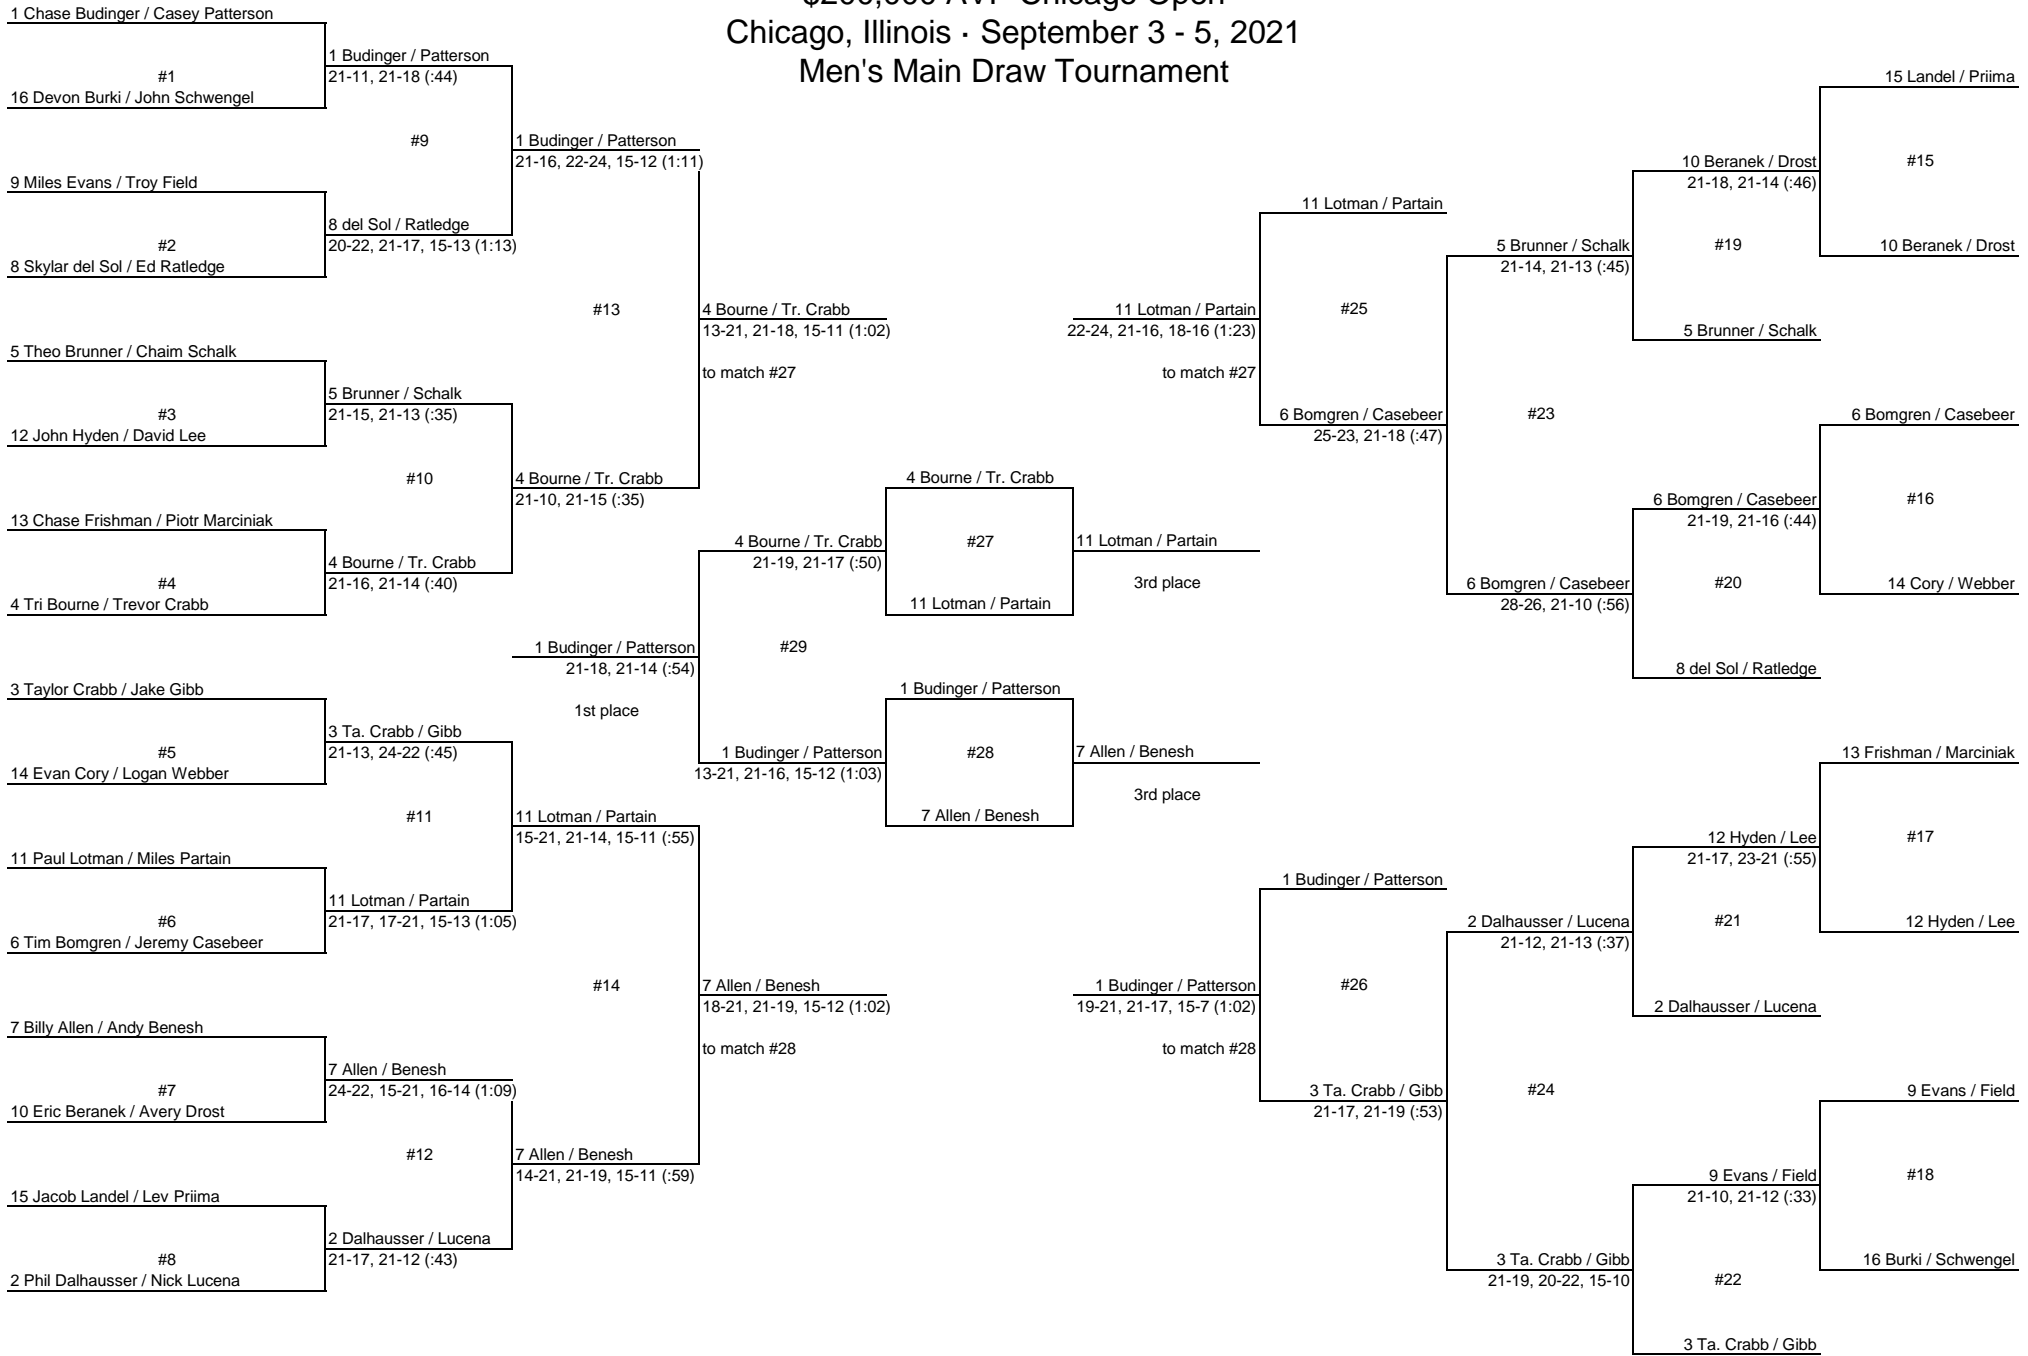 $200,000 AVP Chicago Open
Chicago, Illinois · September 3 - 5, 2021
Men's Main Draw Tournament
1 Chase Budinger / Casey Patterson
#1
16 Devon Burki / John Schwengel
9 Miles Evans / Troy Field
#2
8 Skylar del Sol / Ed Ratledge
5 Theo Brunner / Chaim Schalk
#3
12 John Hyden / David Lee
13 Chase Frishman / Piotr Marciniak
#4
4 Tri Bourne / Trevor Crabb
3 Taylor Crabb / Jake Gibb
#5
14 Evan Cory / Logan Webber
11 Paul Lotman / Miles Partain
#6
6 Tim Bomgren / Jeremy Casebeer
7 Billy Allen / Andy Benesh
#7
10 Eric Beranek / Avery Drost
15 Jacob Landel / Lev Priima
#8
2 Phil Dalhausser / Nick Lucena
1 Budinger / Patterson
21-11, 21-18 (:44)
#9
8 del Sol / Ratledge
20-22, 21-17, 15-13 (1:13)
5 Brunner / Schalk
21-15, 21-13 (:35)
#10
4 Bourne / Tr. Crabb
21-16, 21-14 (:40)
3 Ta. Crabb / Gibb
21-13, 24-22 (:45)
#11
11 Lotman / Partain
21-17, 17-21, 15-13 (1:05)
7 Allen / Benesh
24-22, 15-21, 16-14 (1:09)
#12
2 Dalhausser / Lucena
21-17, 21-12 (:43)
1 Budinger / Patterson
21-16, 22-24, 15-12 (1:11)
#13
4 Bourne / Tr. Crabb
21-10, 21-15 (:35)
11 Lotman / Partain
15-21, 21-14, 15-11 (:55)
#14
7 Allen / Benesh
14-21, 21-19, 15-11 (:59)
4 Bourne / Tr. Crabb
13-21, 21-18, 15-11 (1:02)
to match #27
7 Allen / Benesh
18-21, 21-19, 15-12 (1:02)
to match #28
1 Budinger / Patterson
21-18, 21-14 (:54)
1st place
4 Bourne / Tr. Crabb
21-19, 21-17 (:50)
#29
1 Budinger / Patterson
13-21, 21-16, 15-12 (1:03)
4 Bourne / Tr. Crabb
#27
11 Lotman / Partain
1 Budinger / Patterson
#28
7 Allen / Benesh
11 Lotman / Partain
3rd place
7 Allen / Benesh
3rd place
11 Lotman / Partain
22-24, 21-16, 18-16 (1:23)
to match #27
1 Budinger / Patterson
19-21, 21-17, 15-7 (1:02)
to match #28
11 Lotman / Partain
#25
6 Bomgren / Casebeer
25-23, 21-18 (:47)
1 Budinger / Patterson
#26
3 Ta. Crabb / Gibb
21-17, 21-19 (:53)
5 Brunner / Schalk
21-14, 21-13 (:45)
#23
6 Bomgren / Casebeer
28-26, 21-10 (:56)
2 Dalhausser / Lucena
21-12, 21-13 (:37)
#24
3 Ta. Crabb / Gibb
21-19, 20-22, 15-10
10 Beranek / Drost
21-18, 21-14 (:46)
#19
5 Brunner / Schalk
6 Bomgren / Casebeer
21-19, 21-16 (:44)
#20
8 del Sol / Ratledge
12 Hyden / Lee
21-17, 23-21 (:55)
#21
2 Dalhausser / Lucena
9 Evans / Field
21-10, 21-12 (:33)
#22
3 Ta. Crabb / Gibb
15 Landel / Priima
#15
10 Beranek / Drost
6 Bomgren / Casebeer
#16
14 Cory / Webber
13 Frishman / Marciniak
#17
12 Hyden / Lee
9 Evans / Field
#18
16 Burki / Schwengel